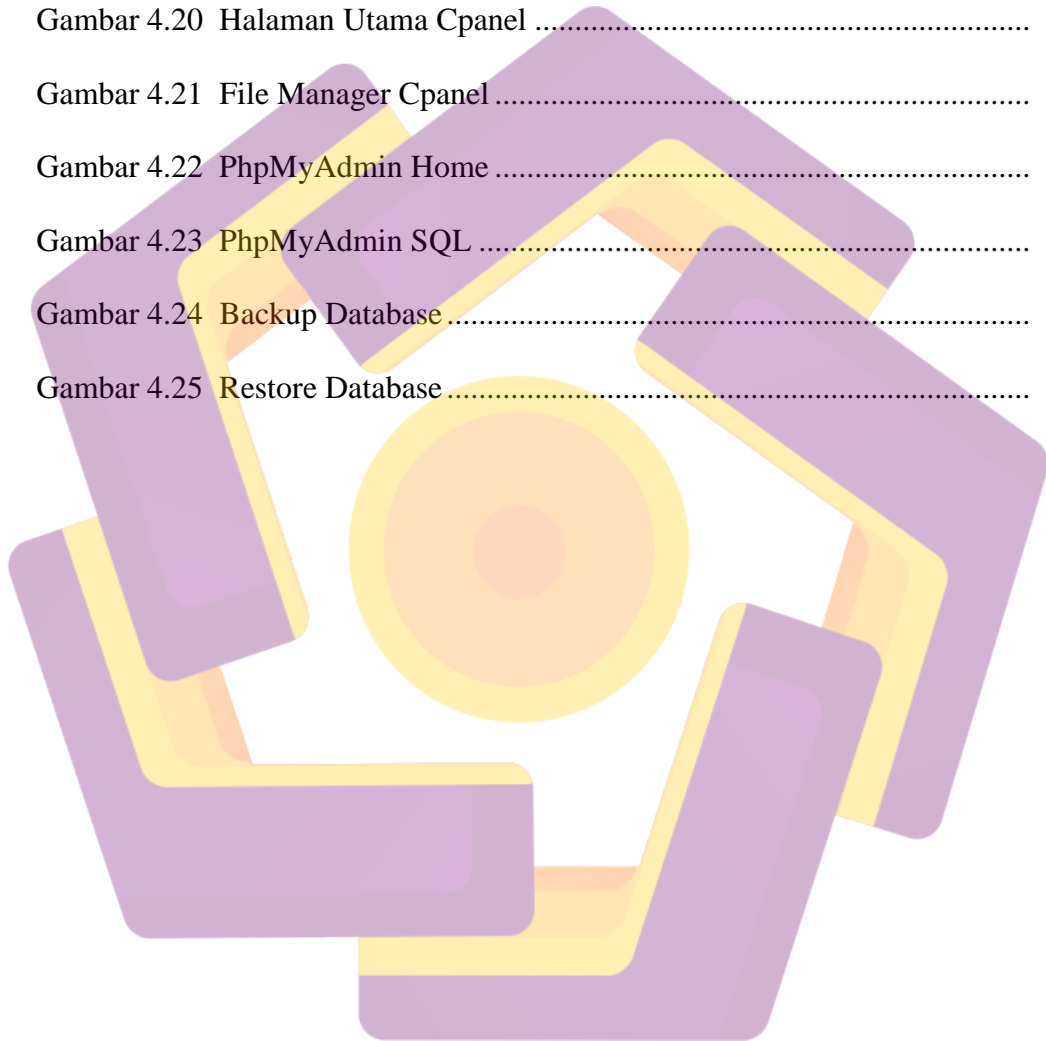 Gambar 4.20  Halaman Utama Cpanel ..............................................................
Gambar 4.21  File Manager Cpanel ...................................................................
Gambar 4.22  PhpMyAdmin Home ...................................................................
Gambar 4.23  PhpMyAdmin SQL .....................................................................
Gambar 4.24  Backup Database .........................................................................
Gambar 4.25  Restore Database .........................................................................